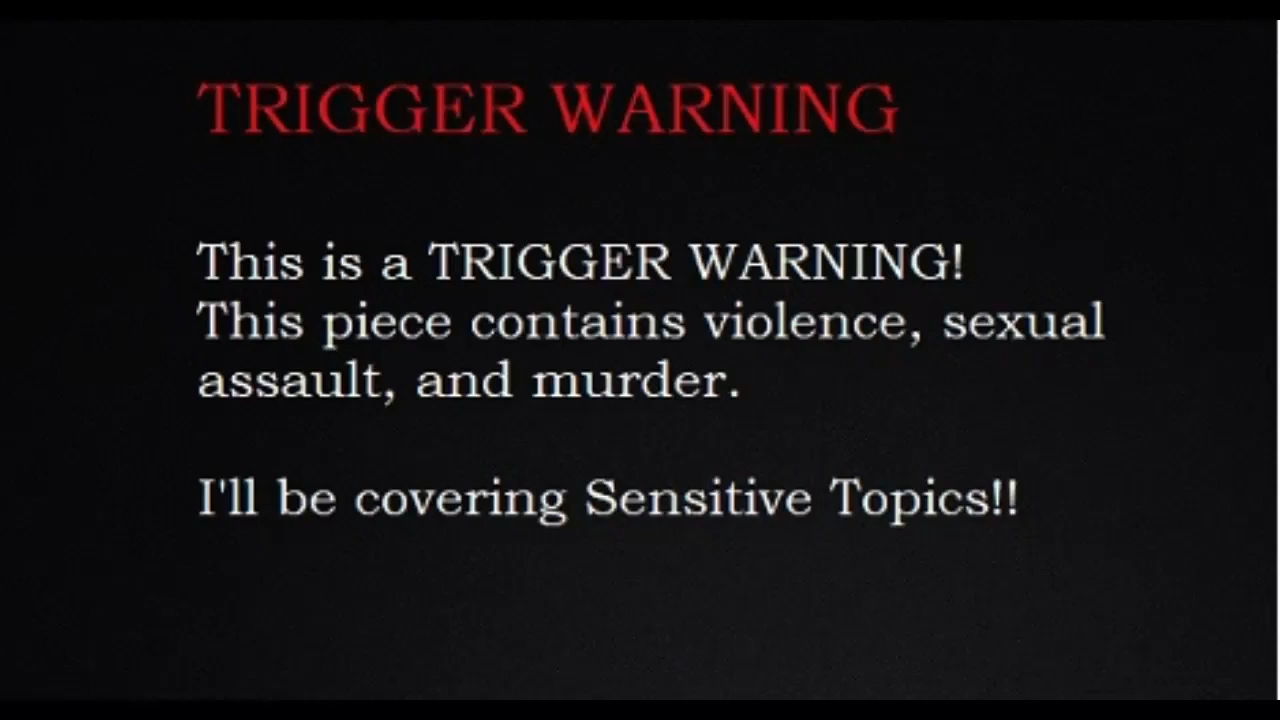 TRIGGER WARNING
This is a TRIGGER WARNING!
This piece contains violence, sexual
assault, and murder.
I'll be covering Sensitive Topics!!